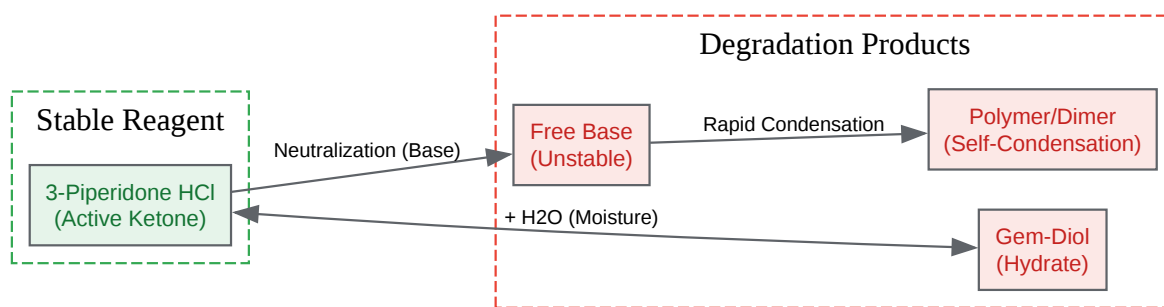 Degradation Products
Stable Reagent
3-Piperidone HCl
(Active Ketone)
Neutralization (Base)
Free Base
(Unstable)
Rapid Condensation
Polymer/Dimer
(Self-Condensation)
+ H2O (Moisture)
Gem-Diol
(Hydrate)